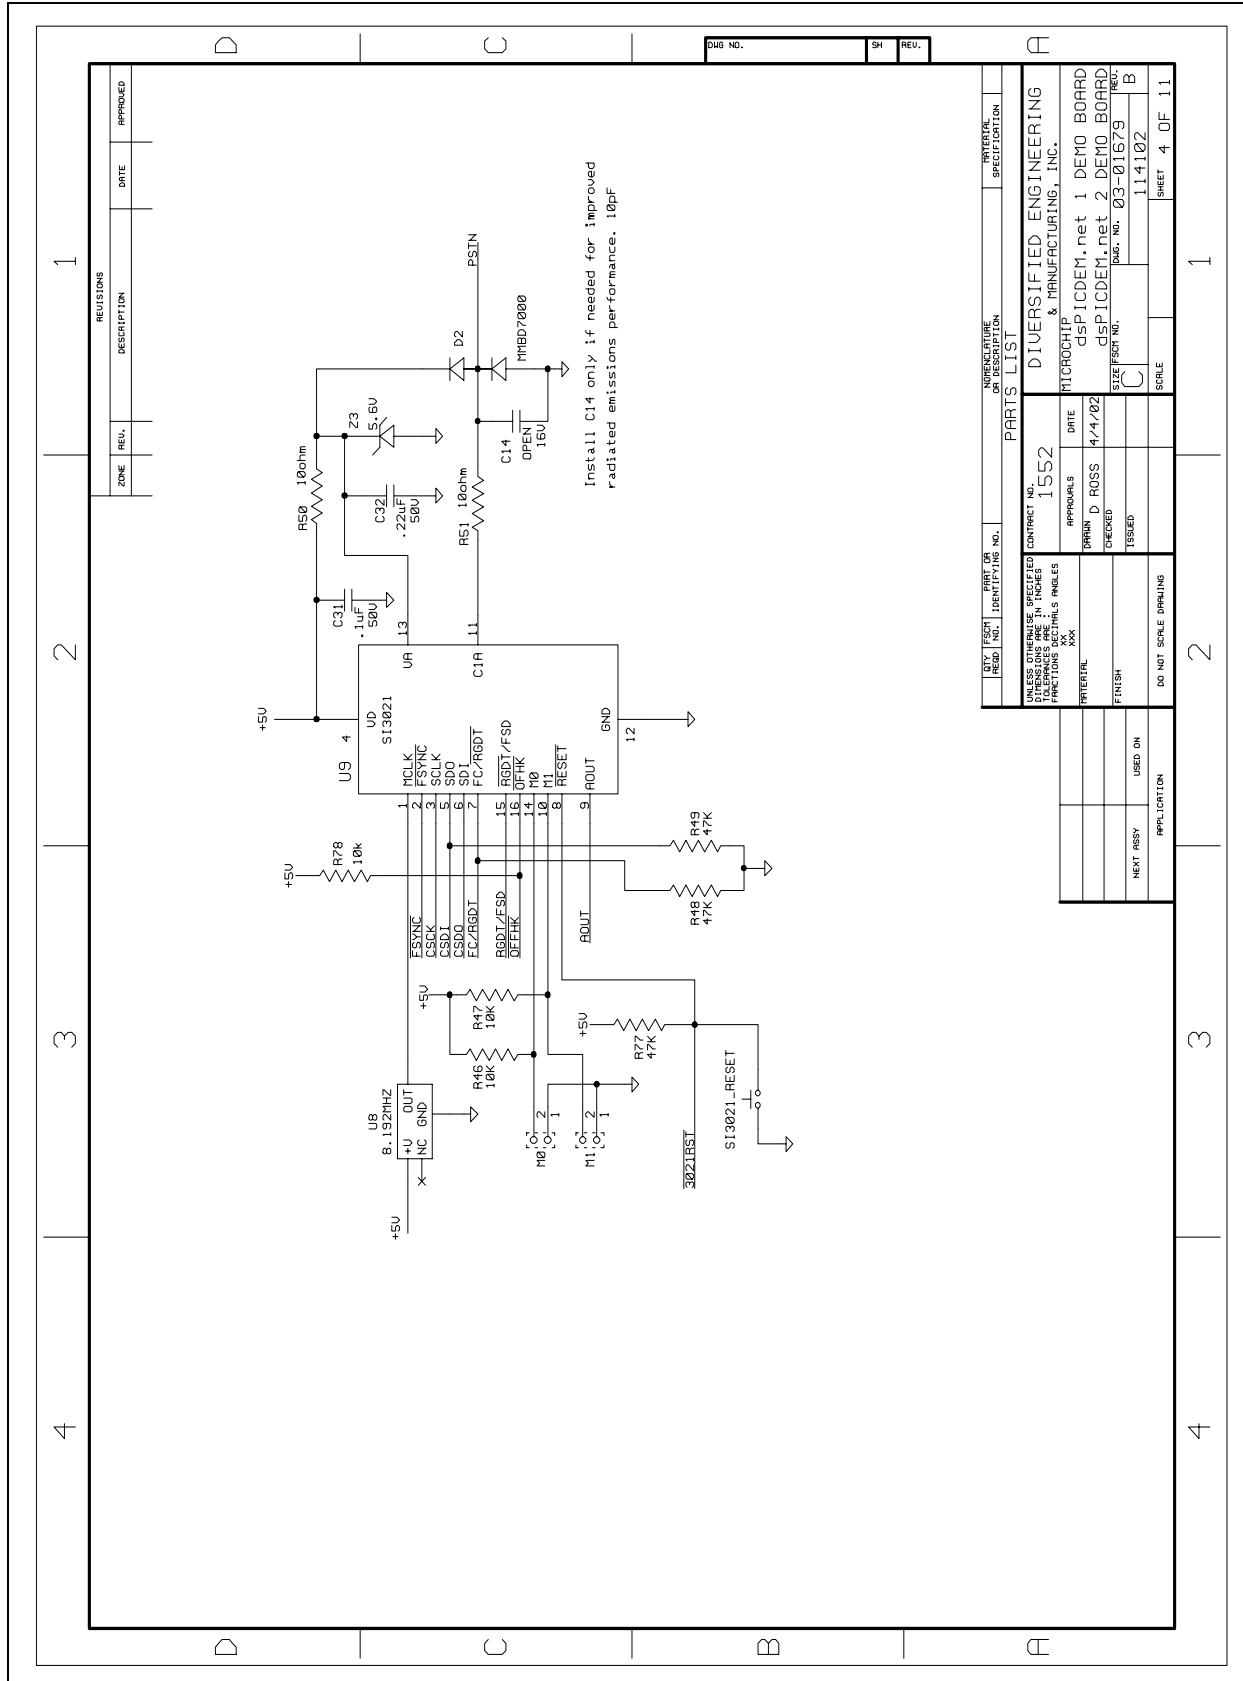 DWG NO.
SH
REV.
D
C
A
4
3
2
1
REVISIONS
ZONE
REV.
DESCRIPTION
DATE
APPROVED
+5V
U8
8.192MHZ
+V OUT
NC GND
+5V
R78
10k
+5V
R46
10K
R47
10K
M0
2
1
M1
2
1
+5V
R77
47K
3021RST
SI3021_RESET
FSYNC
CSCK
CSDI
CSDO
FC/RGDT
RGDT/FSD
OFFHK
AOUT
R48
47K
R49
47K
U9
4
VD
SI3021
1 MCLK
2 FSYNC
3 SCLK
5 SDO
6 SDI
7 FC/RGDT
15 RGDT/FSD
16 OFHK
14 M0
10 M1
8 RESET
9 AOUT
GND
12
VA
13
C1A
11
+5V
C31
.1uF
50V
R50
10ohm
C32
.22uF
50V
Z3
5.6V
R51 10ohm
C14
OPEN
16V
D2
MMBD7000
PSTN
Install C14 only if needed for improved
radiated emissions performance. 10pF
QTY
REQD
FSCM
NO.
PART OR
IDENTIFYING NO.
NOMENCLATURE
OR DESCRIPTION
MATERIAL
SPECIFICATION
PARTS LIST
UNLESS OTHERWISE SPECIFIED
DIMENSIONS ARE IN INCHES
TOLERANCES ARE :
FRACTIONS DECIMALS ANGLES
XX
XXX
MATERIAL
FINISH
DO NOT SCALE DRAWING
CONTRACT NO.
1552
APPROVALS
DATE
DRAWN
D ROSS
4/4/02
CHECKED
ISSUED
DIVERSIFIED ENGINEERING
& MANUFACTURING, INC.
MICROCHIP
dsPICDEM.net 1 DEMO BOARD
dsPICDEM.net 2 DEMO BOARD
SIZE
C
FSCM NO.
DWG. NO.
03-01679
114102
REV.
B
SCALE
SHEET 4 OF 11
NEXT ASSY
USED ON
APPLICATION
D
C
B
A
4
3
2
1